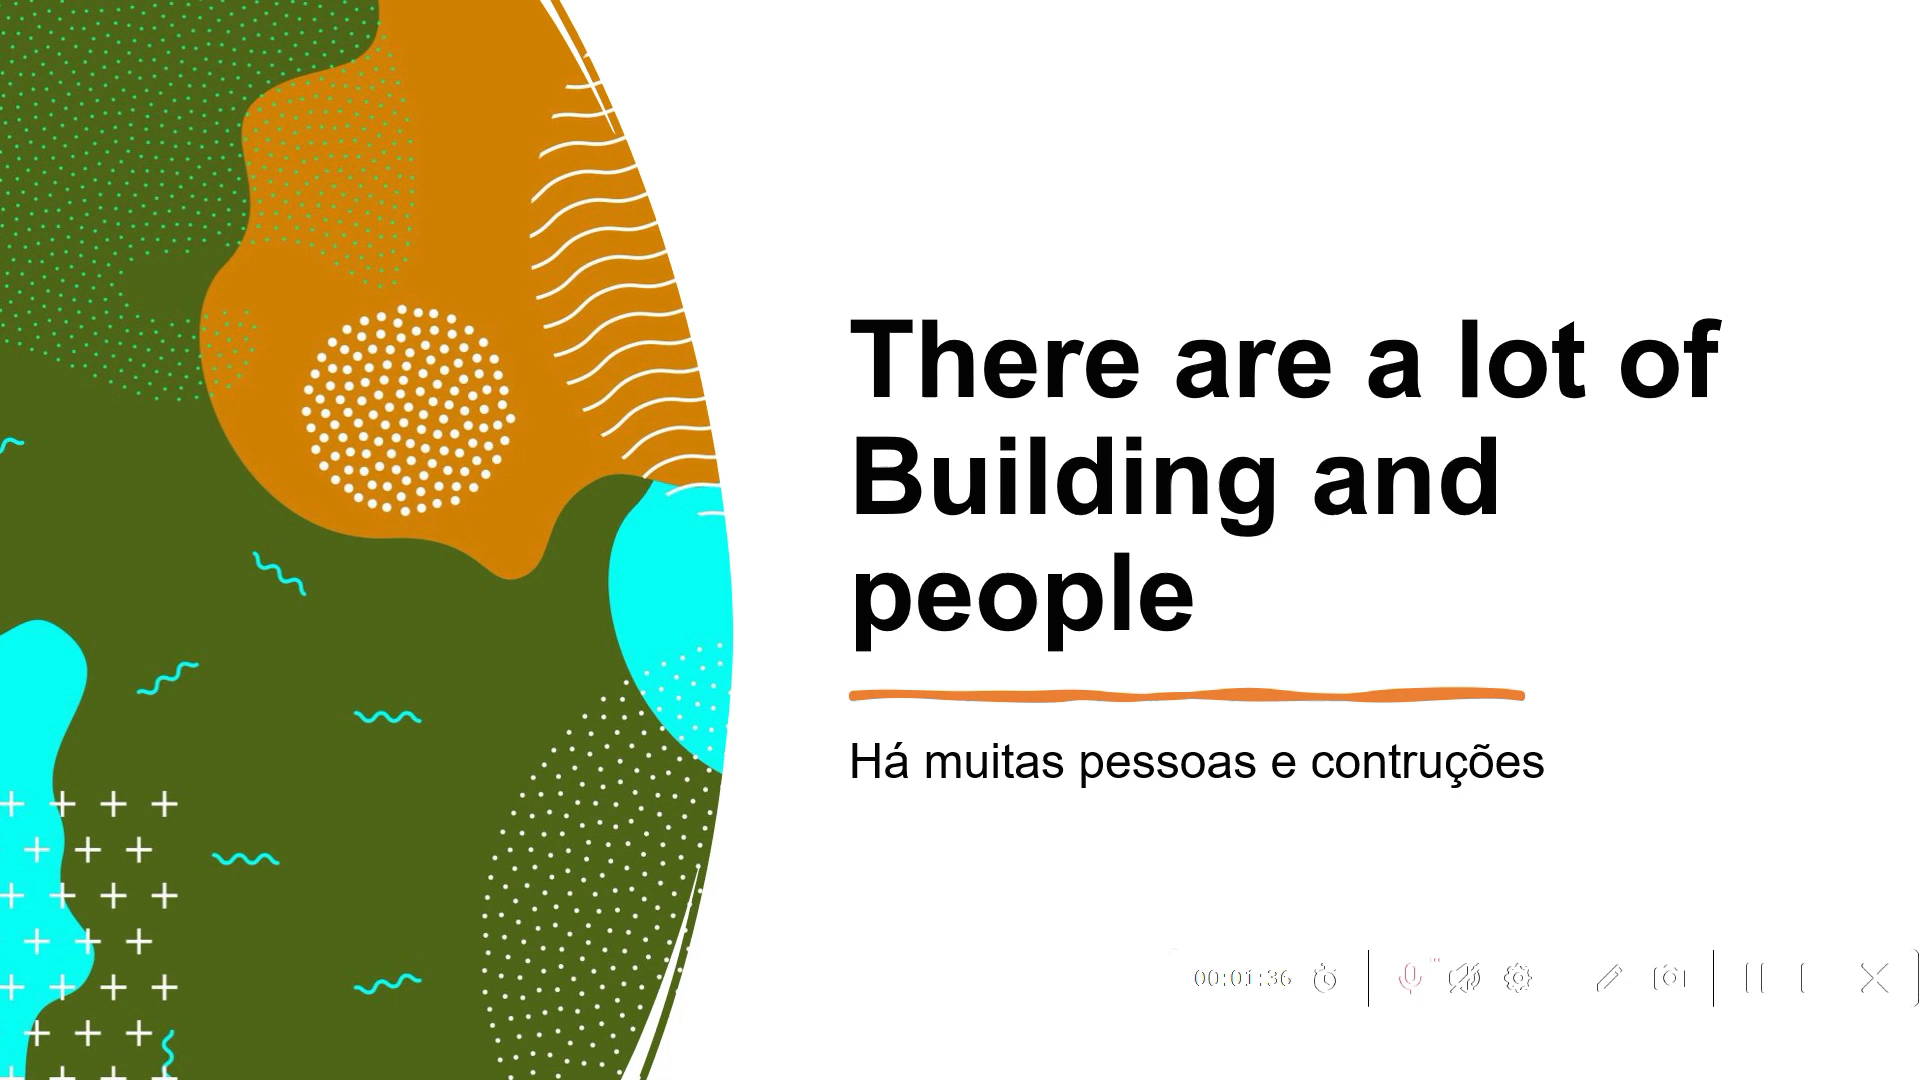 There are a lot of
Building and
people
Há muitas pessoas e contruções
00:01:36